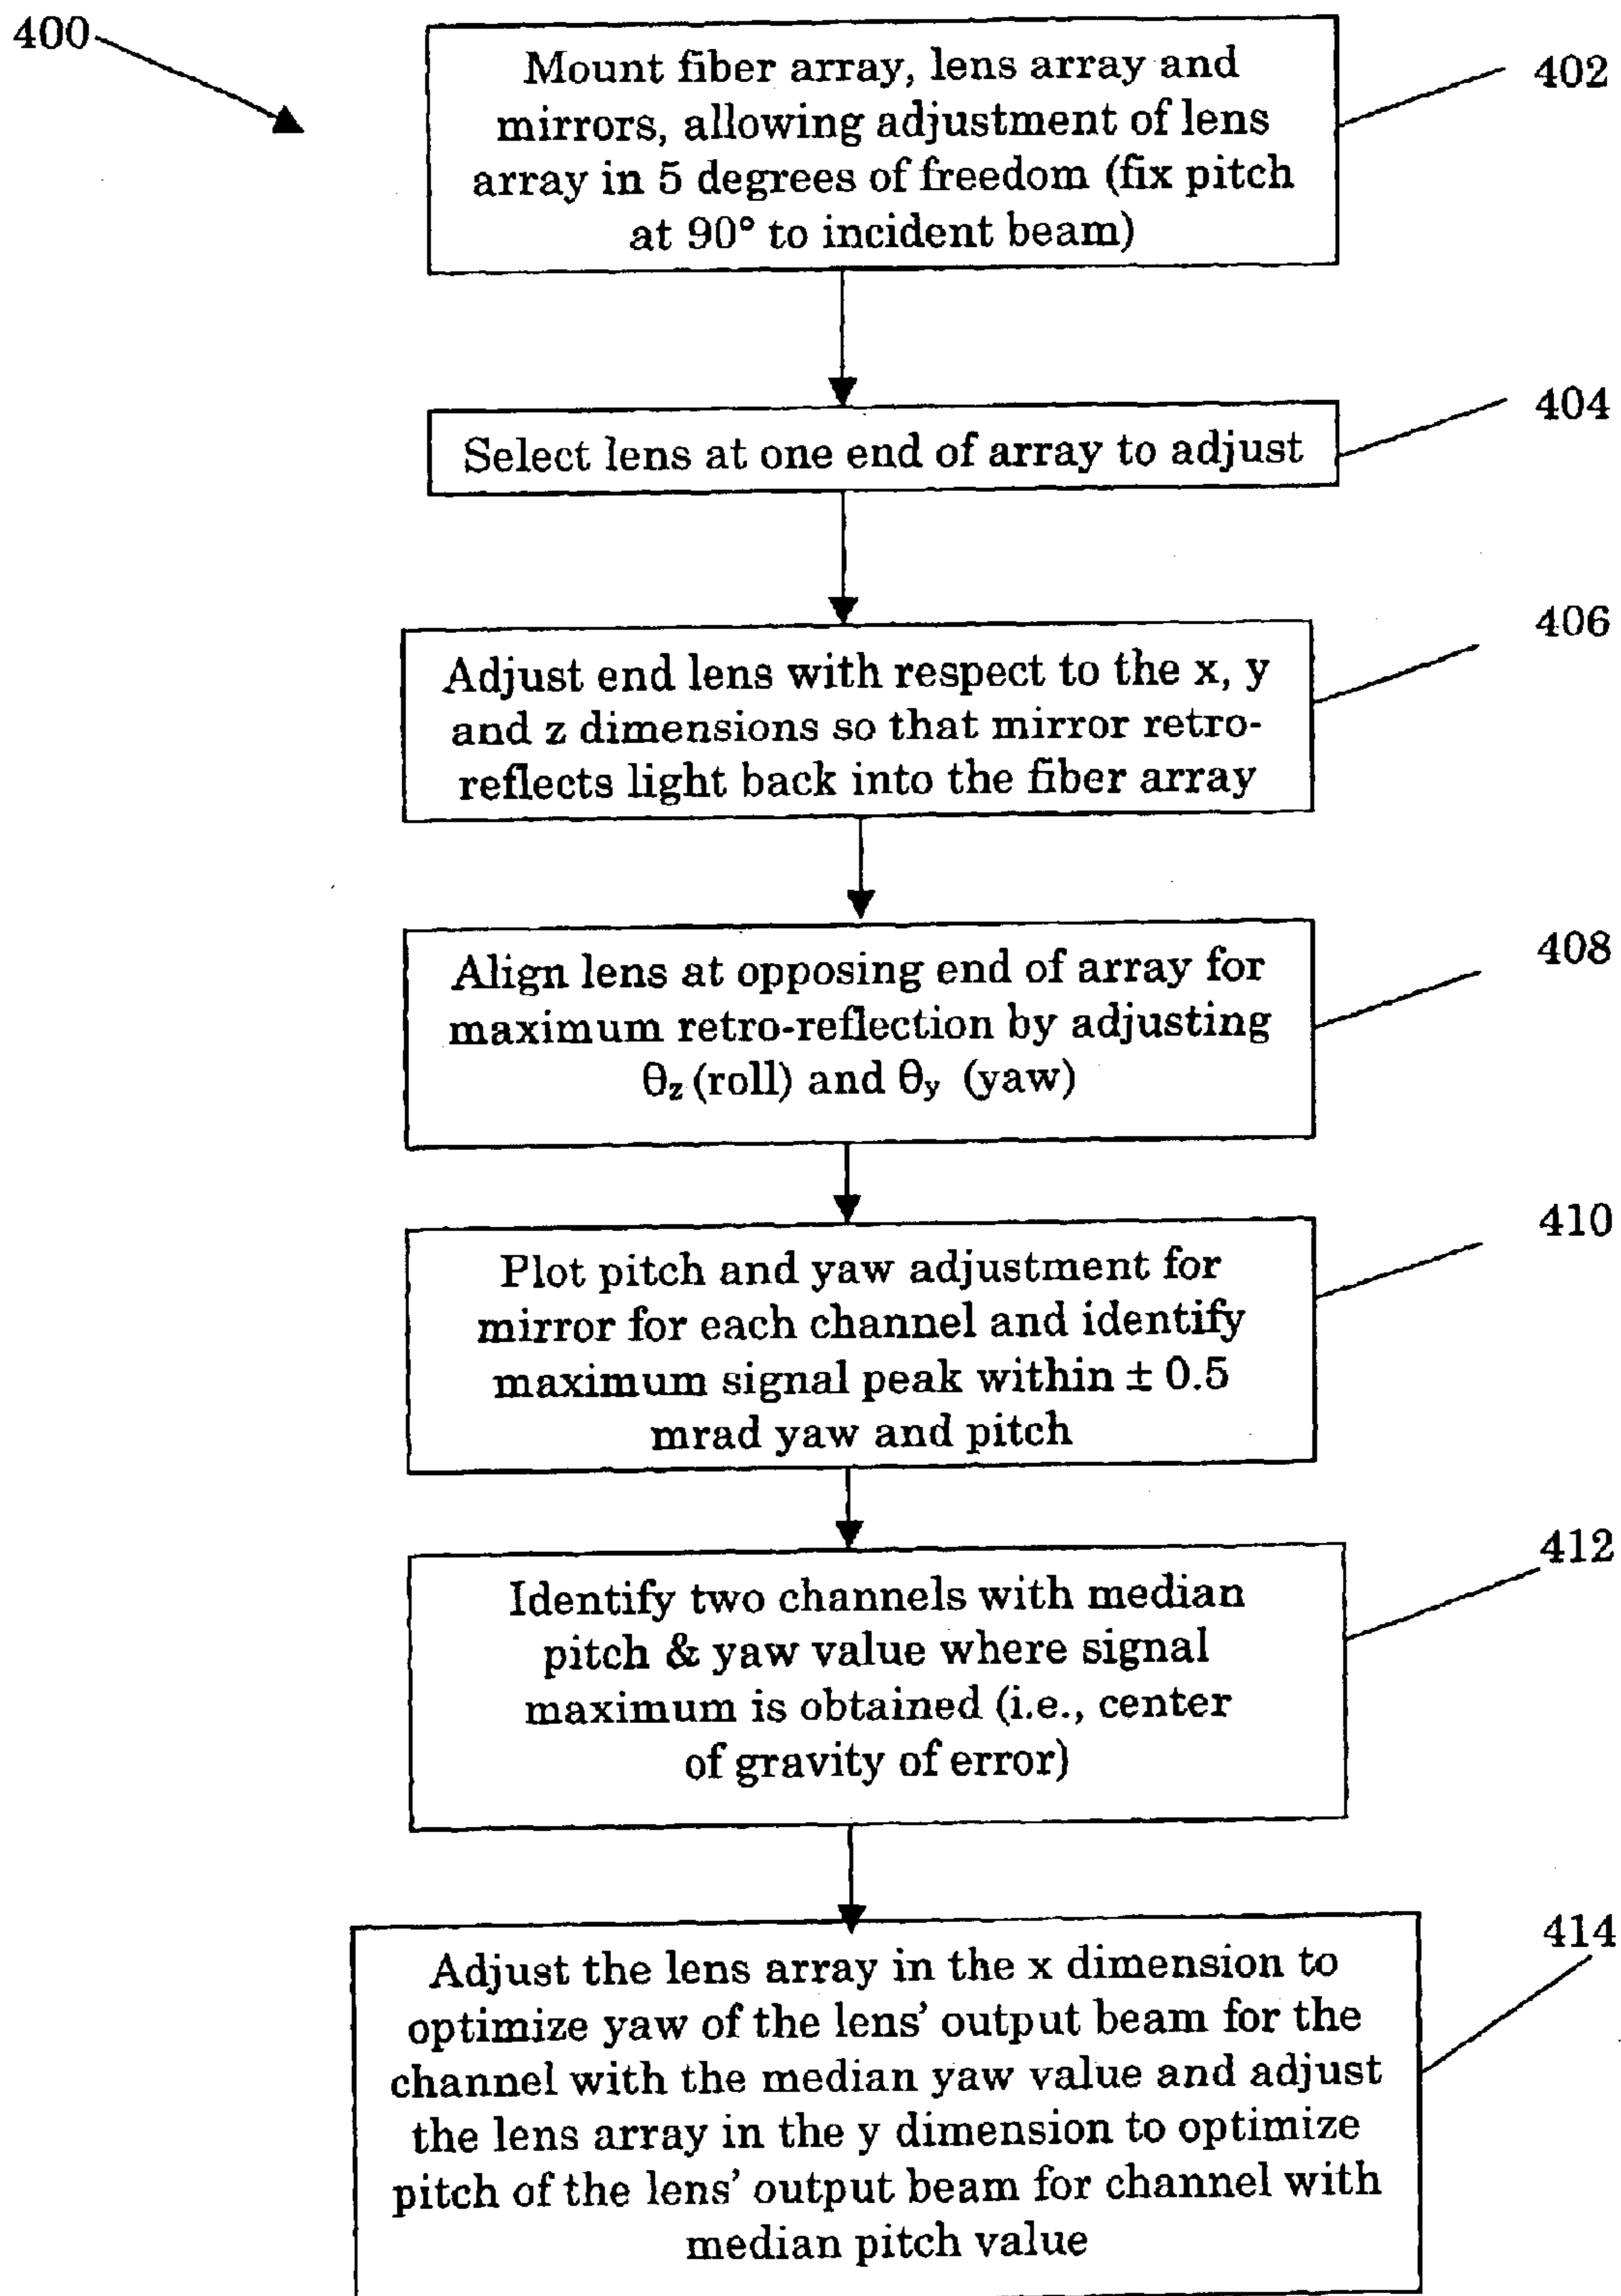 400
Mount fiber array, lens array and
mirrors, allowing adjustment of lens
array in 5 degrees of freedom (fix pitch
at 90° to incident beam)
402
Select lens at one end of array to adjust
404
Adjust end lens with respect to the x, y
and z dimensions so that mirror retro-
reflects light back into the fiber array
406
Align lens at opposing end of array for
maximum retro-reflection by adjusting
θz (roll) and θy (yaw)
408
Plot pitch and yaw adjustment for
mirror for each channel and identify
maximum signal peak within ± 0.5
mrad yaw and pitch
410
Identify two channels with median
pitch & yaw value where signal
maximum is obtained (i.e., center
of gravity of error)
412
Adjust the lens array in the x dimension to
optimize yaw of the lens' output beam for the
channel with the median yaw value and adjust
the lens array in the y dimension to optimize
pitch of the lens' output beam for channel with
median pitch value
414